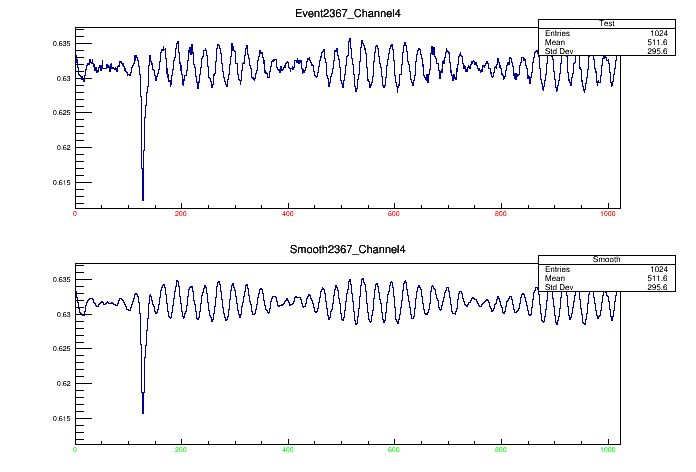 Event2367_Channel4
Test
Entries 1024
Mean 511.6
Std Dev 295.6
0.635
0.63
0.625
0.62
0.615
0 200 400 600 800 1000
Smooth2367_Channel4
Smooth
Entries 1024
Mean 511.6
Std Dev 295.6
0.635
0.63
0.625
0.62
0.615
0 200 400 600 800 1000